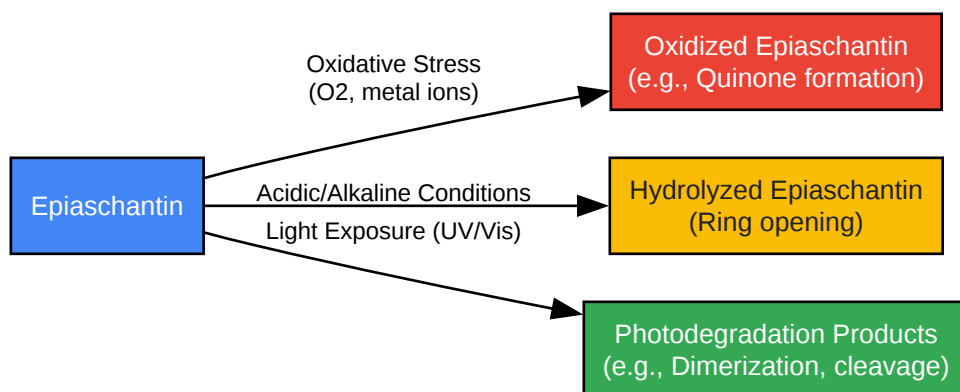 Oxidized Epiaschantin
(e.g., Quinone formation)
Oxidative Stress
(O2, metal ions)
Epiaschantin
Acidic/Alkaline Conditions
Hydrolyzed Epiaschantin
(Ring opening)
Light Exposure (UV/Vis)
Photodegradation Products
(e.g., Dimerization, cleavage)